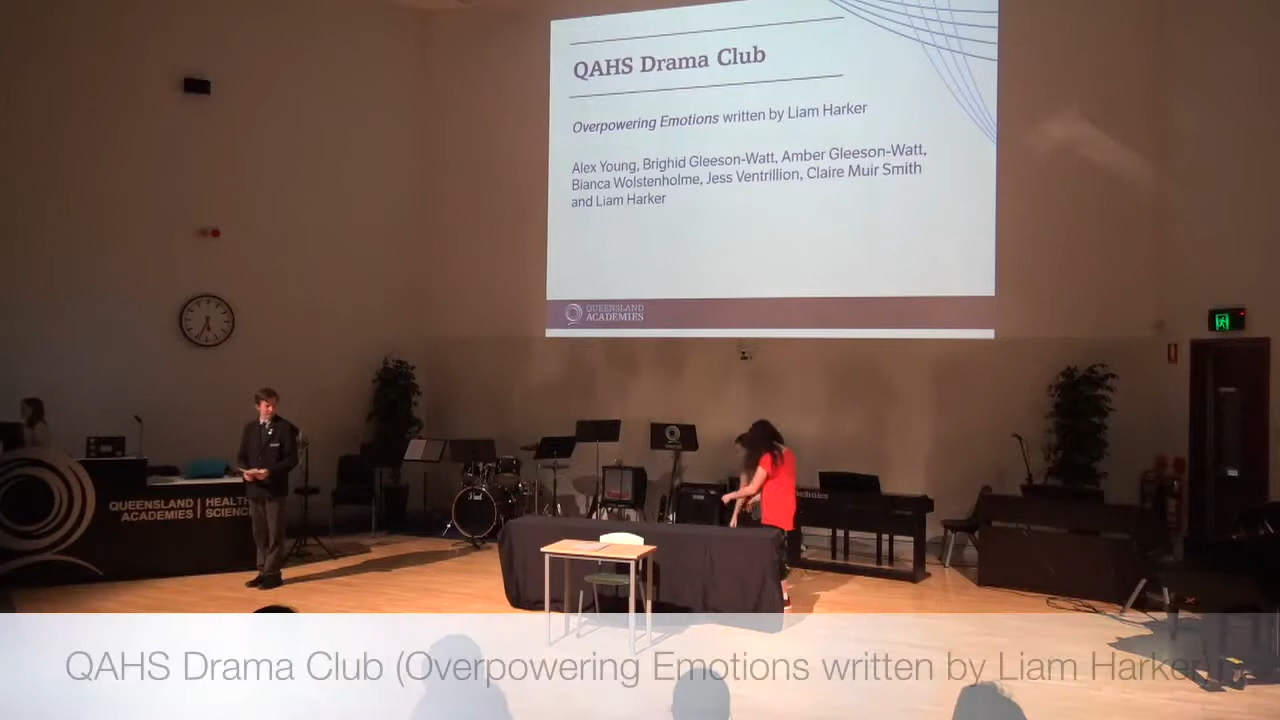 QAHS Drama Club
Overpowering Emotions written by Liam Harker
Alex Young, Brighid Gleeson-Watt, Amber Gleeson-Watt,
Bianca Wolstenholme, Jess Ventrillion, Claire Muir Smith
and Liam Harker
QUEENSLAND
ACADEMIES
QUEENSLAND
ACADEMIES
HEALTH
SCIENC
Technics
QAHS Drama Club (Overpowering Emotions written by Liam Harker)